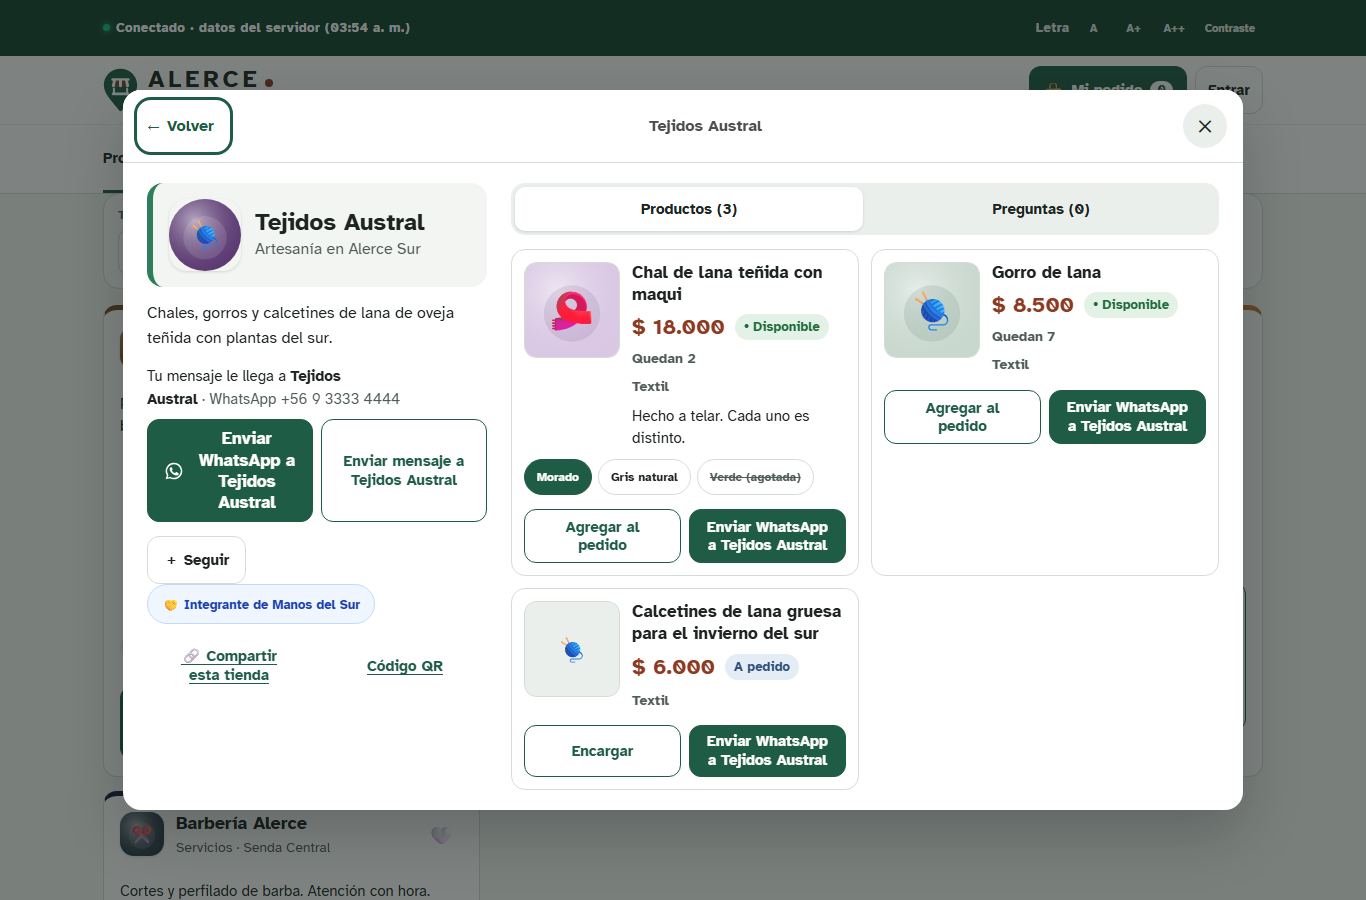 Conectado · datos del servidor (03:54 a. m.)
Letra A A+ A++ Contraste
ALERCE
Mi pedido 0
Entrar
← Volver
Tejidos Austral
Tejidos Austral
Artesanía en Alerce Sur
Chales, gorros y calcetines de lana de oveja
teñida con plantas del sur.
Tu mensaje le llega a Tejidos
Austral · WhatsApp +56 9 3333 4444
Enviar
WhatsApp a
Tejidos
Austral
Enviar mensaje a
Tejidos Austral
+ Seguir
Integrante de Manos del Sur
Compartir
esta tienda
Código QR
Productos (3)
Preguntas (0)
Chal de lana teñida con
maqui
$ 18.000 • Disponible
Quedan 2
Textil
Hecho a telar. Cada uno es
distinto.
Morado
Gris natural
Verde (agotada)
Agregar al
pedido
Enviar WhatsApp
a Tejidos Austral
Gorro de lana
$ 8.500 • Disponible
Quedan 7
Textil
Agregar al
pedido
Enviar WhatsApp
a Tejidos Austral
Calcetines de lana gruesa
para el invierno del sur
$ 6.000 A pedido
Textil
Encargar
Enviar WhatsApp
a Tejidos Austral
Barbería Alerce
Servicios · Senda Central
Cortes y perfilado de barba. Atención con hora.